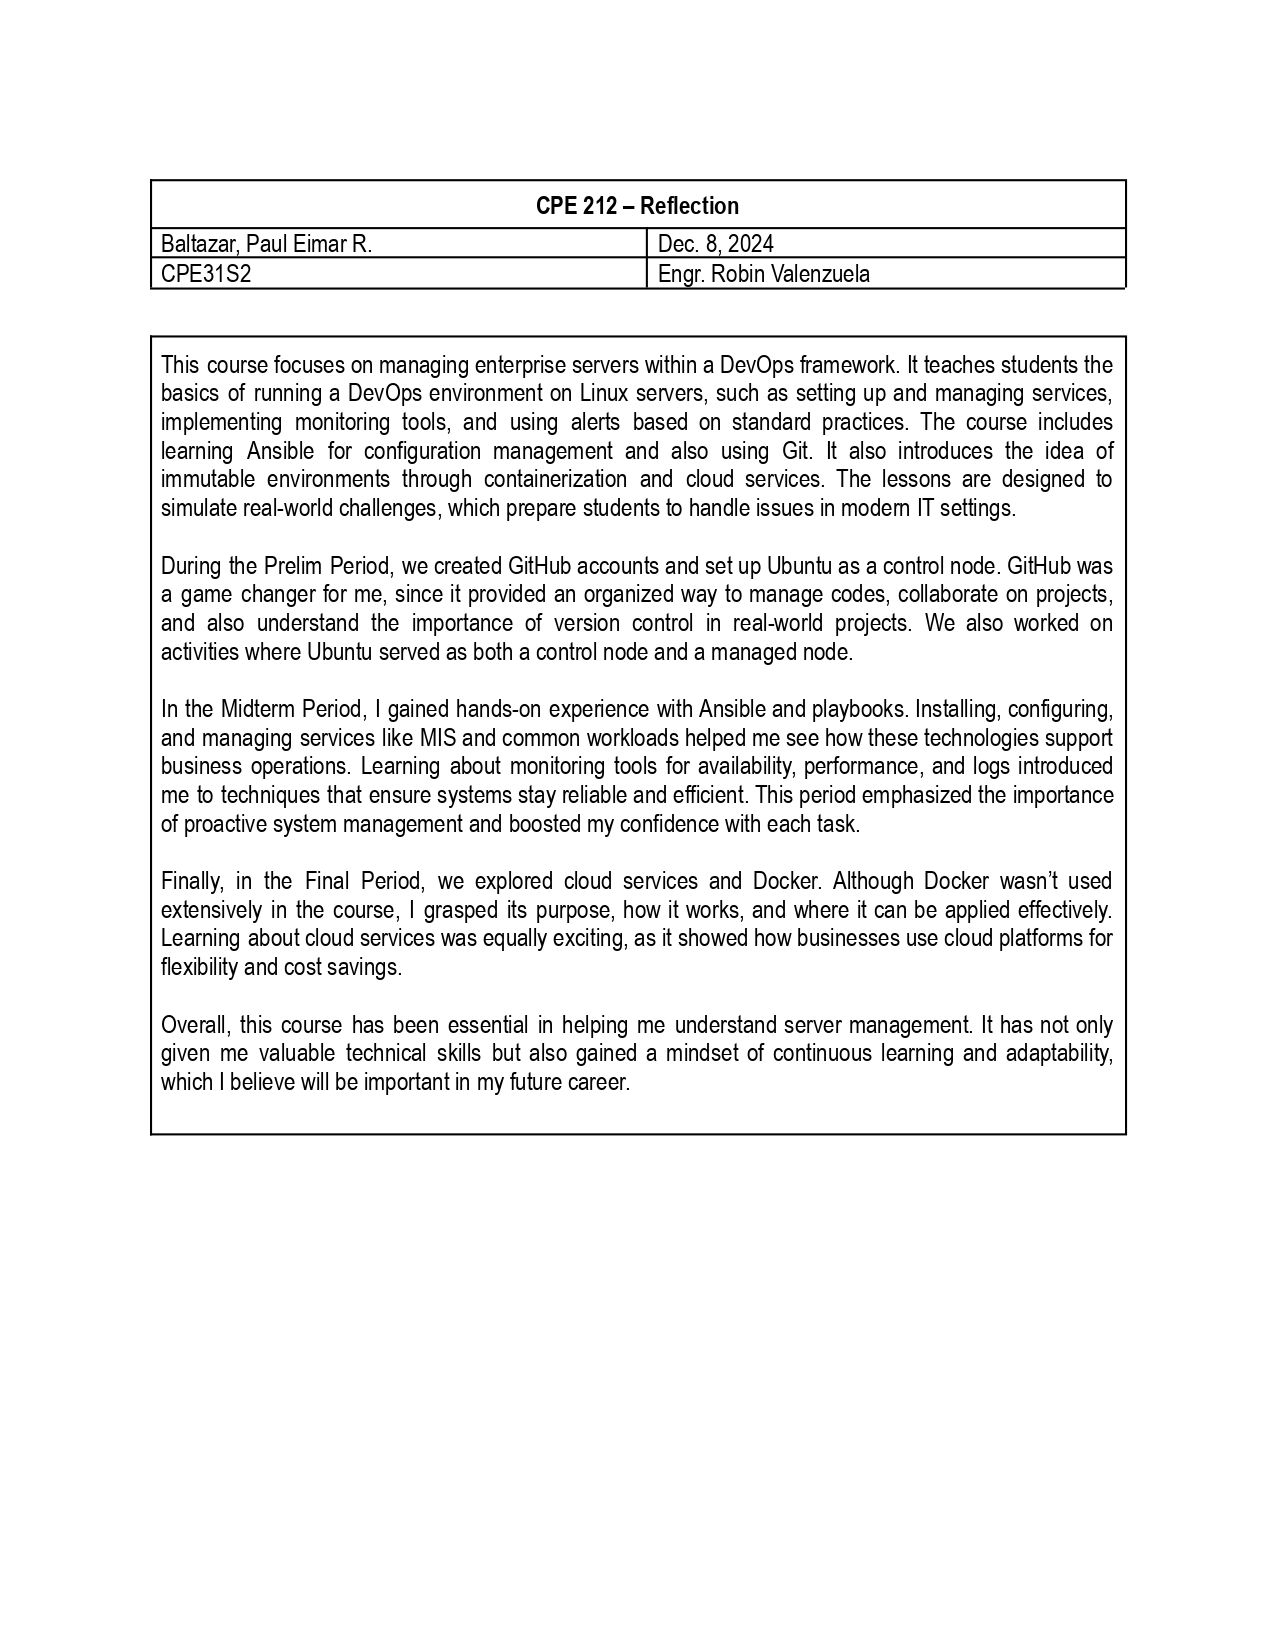 CPE 212 – Reflection
Baltazar, Paul Eimar R.
Dec. 8, 2024
CPE31S2
Engr. Robin Valenzuela
This course focuses on managing enterprise servers within a DevOps framework. It teaches students the
basics of running a DevOps environment on Linux servers, such as setting up and managing services,
implementing monitoring tools, and using alerts based on standard practices. The course includes
learning Ansible for configuration management and also using Git. It also introduces the idea of
immutable environments through containerization and cloud services. The lessons are designed to
simulate real-world challenges, which prepare students to handle issues in modern IT settings.
During the Prelim Period, we created GitHub accounts and set up Ubuntu as a control node. GitHub was
a game changer for me, since it provided an organized way to manage codes, collaborate on projects,
and also understand the importance of version control in real-world projects. We also worked on
activities where Ubuntu served as both a control node and a managed node.
In the Midterm Period, I gained hands-on experience with Ansible and playbooks. Installing, configuring,
and managing services like MIS and common workloads helped me see how these technologies support
business operations. Learning about monitoring tools for availability, performance, and logs introduced
me to techniques that ensure systems stay reliable and efficient. This period emphasized the importance
of proactive system management and boosted my confidence with each task.
Finally, in the Final Period, we explored cloud services and Docker. Although Docker wasn’t used
extensively in the course, I grasped its purpose, how it works, and where it can be applied effectively.
Learning about cloud services was equally exciting, as it showed how businesses use cloud platforms for
flexibility and cost savings.
Overall, this course has been essential in helping me understand server management. It has not only
given me valuable technical skills but also gained a mindset of continuous learning and adaptability,
which I believe will be important in my future career.